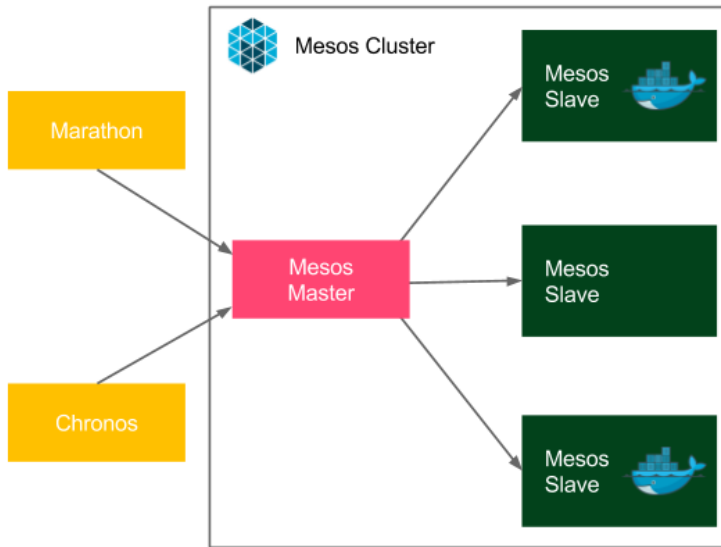 Mesos Cluster
Marathon
Chronos
Mesos
Master
Mesos
Slave
Mesos
Slave
Mesos
Slave